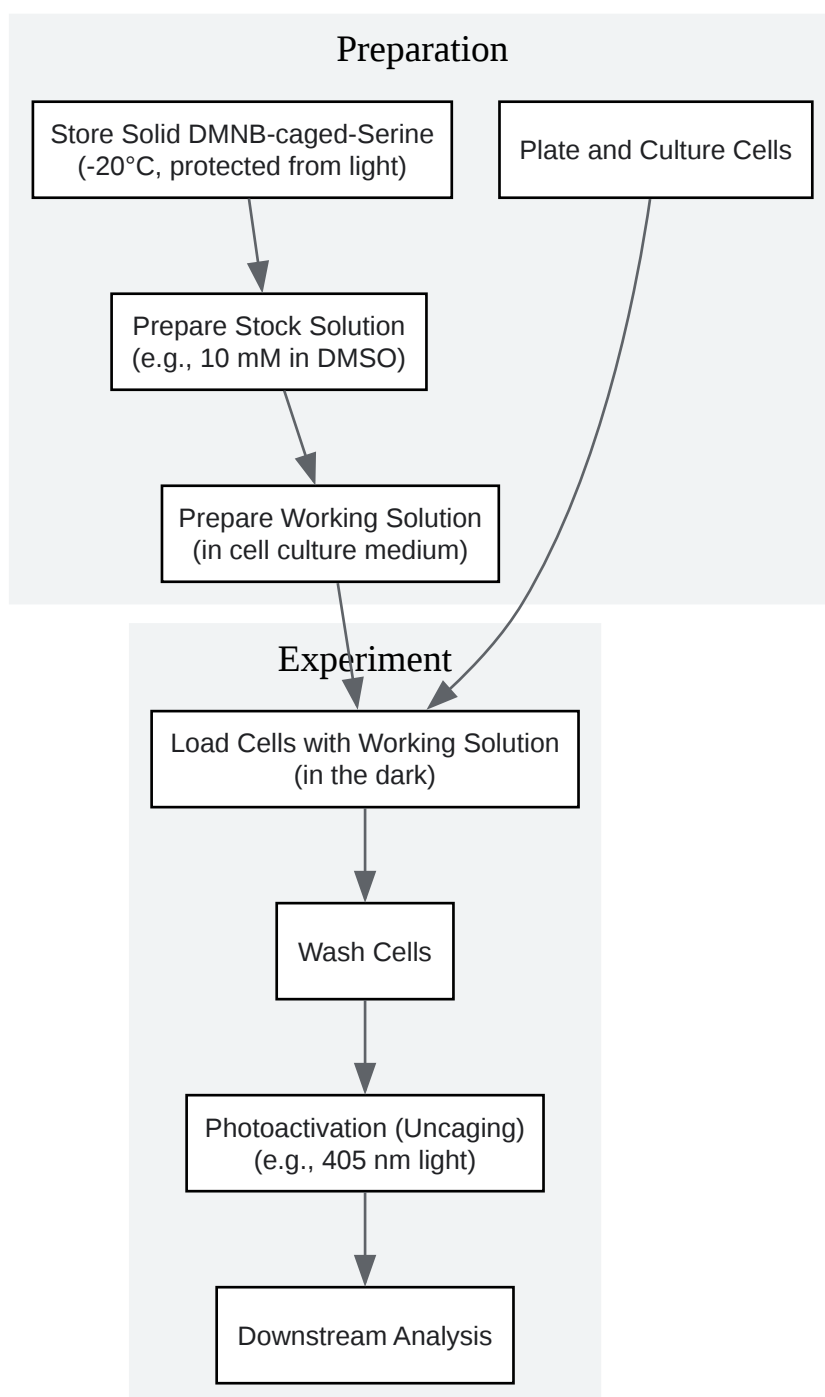 Preparation
Store Solid DMNB-caged-Serine
(-20°C, protected from light)
Plate and Culture Cells
Prepare Stock Solution
(e.g., 10 mM in DMSO)
Prepare Working Solution
(in cell culture medium)
Experiment
Load Cells with Working Solution
(in the dark)
Wash Cells
Photoactivation (Uncaging)
(e.g., 405 nm light)
Downstream Analysis